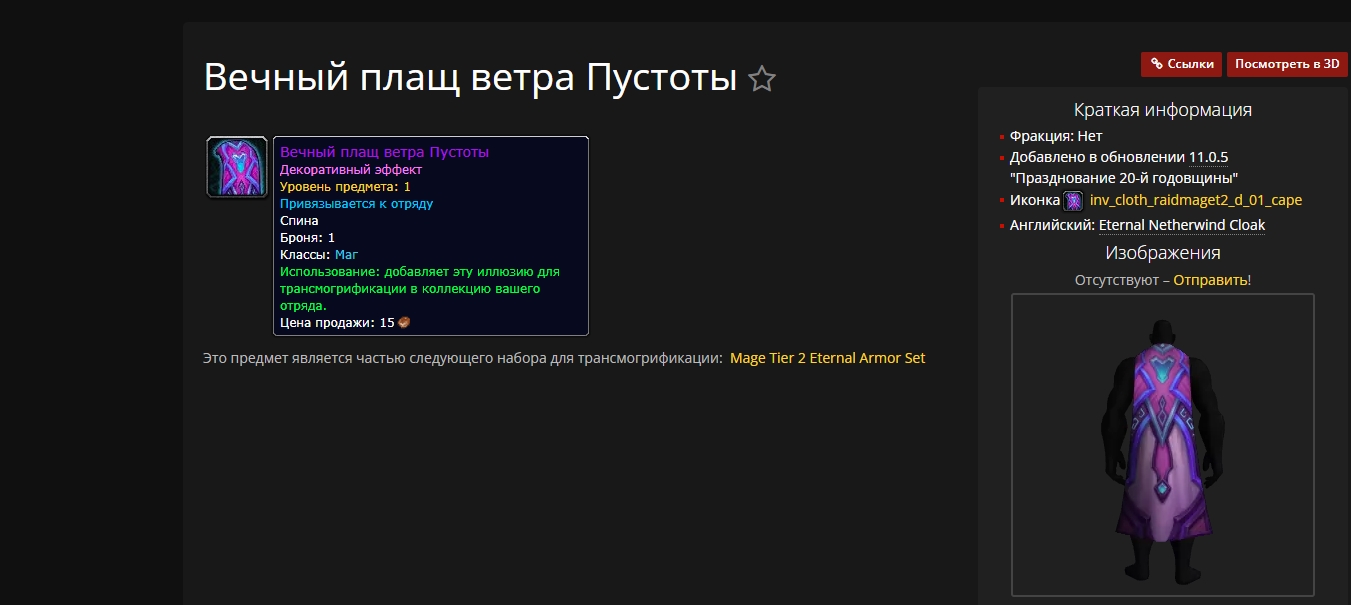 Вечный плащ ветра Пустоты
Ссылки
Посмотреть в 3D
Вечный плащ ветра Пустоты
Декоративный эффект
Уровень предмета: 1
Привязывается к отряду
Спина
Броня: 1
Классы: Маг
Использование: добавляет эту иллюзию для
трансмогрификации в коллекцию вашего
отряда.
Цена продажи: 15
Это предмет является частью следующего набора для трансмогрификации: Mage Tier 2 Eternal Armor Set
Краткая информация
Фракция: Нет
Добавлено в обновлении 11.0.5
"Празднование 20-й годовщины"
Иконка inv_cloth_raidmaget2_d_01_cape
Английский: Eternal Netherwind Cloak
Изображения
Отсутствуют – Отправить!